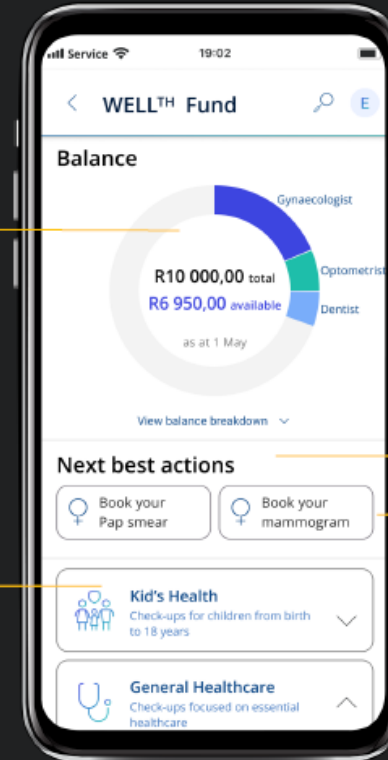 Service
19:02
WELLᵀᴴ Fund
E
Balance
Gynaecologist
Optometrist
Dentist
R10 000,00 total
R6 950,00 available
as at 1 May
View balance breakdown
Next best actions
Book your
Pap smear
Book your
mammogram
Kid's Health
Check-ups for children from birth
to 18 years
General Healthcare
Check-ups focused on essential
healthcare